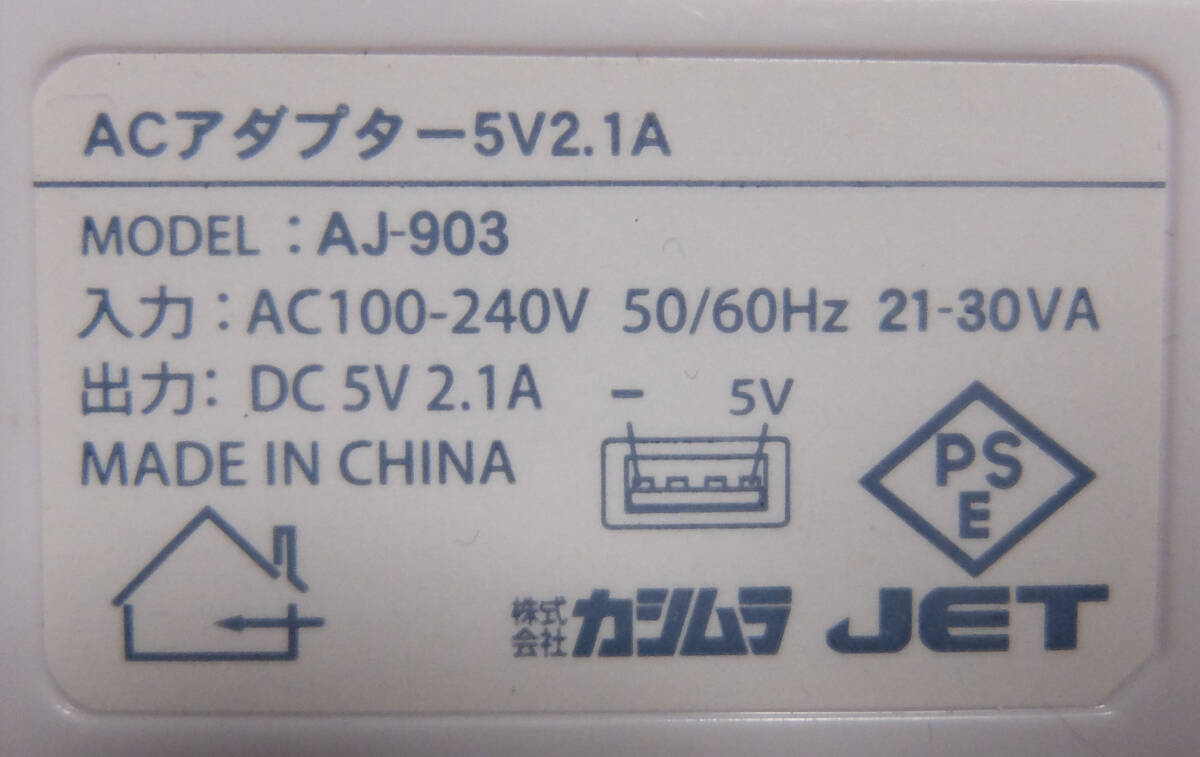 ACアダプター5V2.1A
MODEL : AJ-903
入力 : AC100-240V 50/60Hz 21-30VA
出力: DC 5V 2.1A
− 5V
MADE IN CHINA
PS
E
株式会社 カシムラ JET